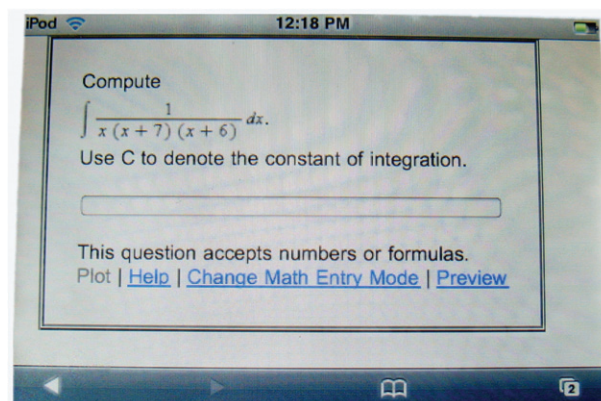 iPod 12:18 PM
Compute
∫ 1 / (x (x + 7) (x + 6)) dx.
Use C to denote the constant of integration.
This question accepts numbers or formulas.
Plot | Help | Change Math Entry Mode | Preview
2